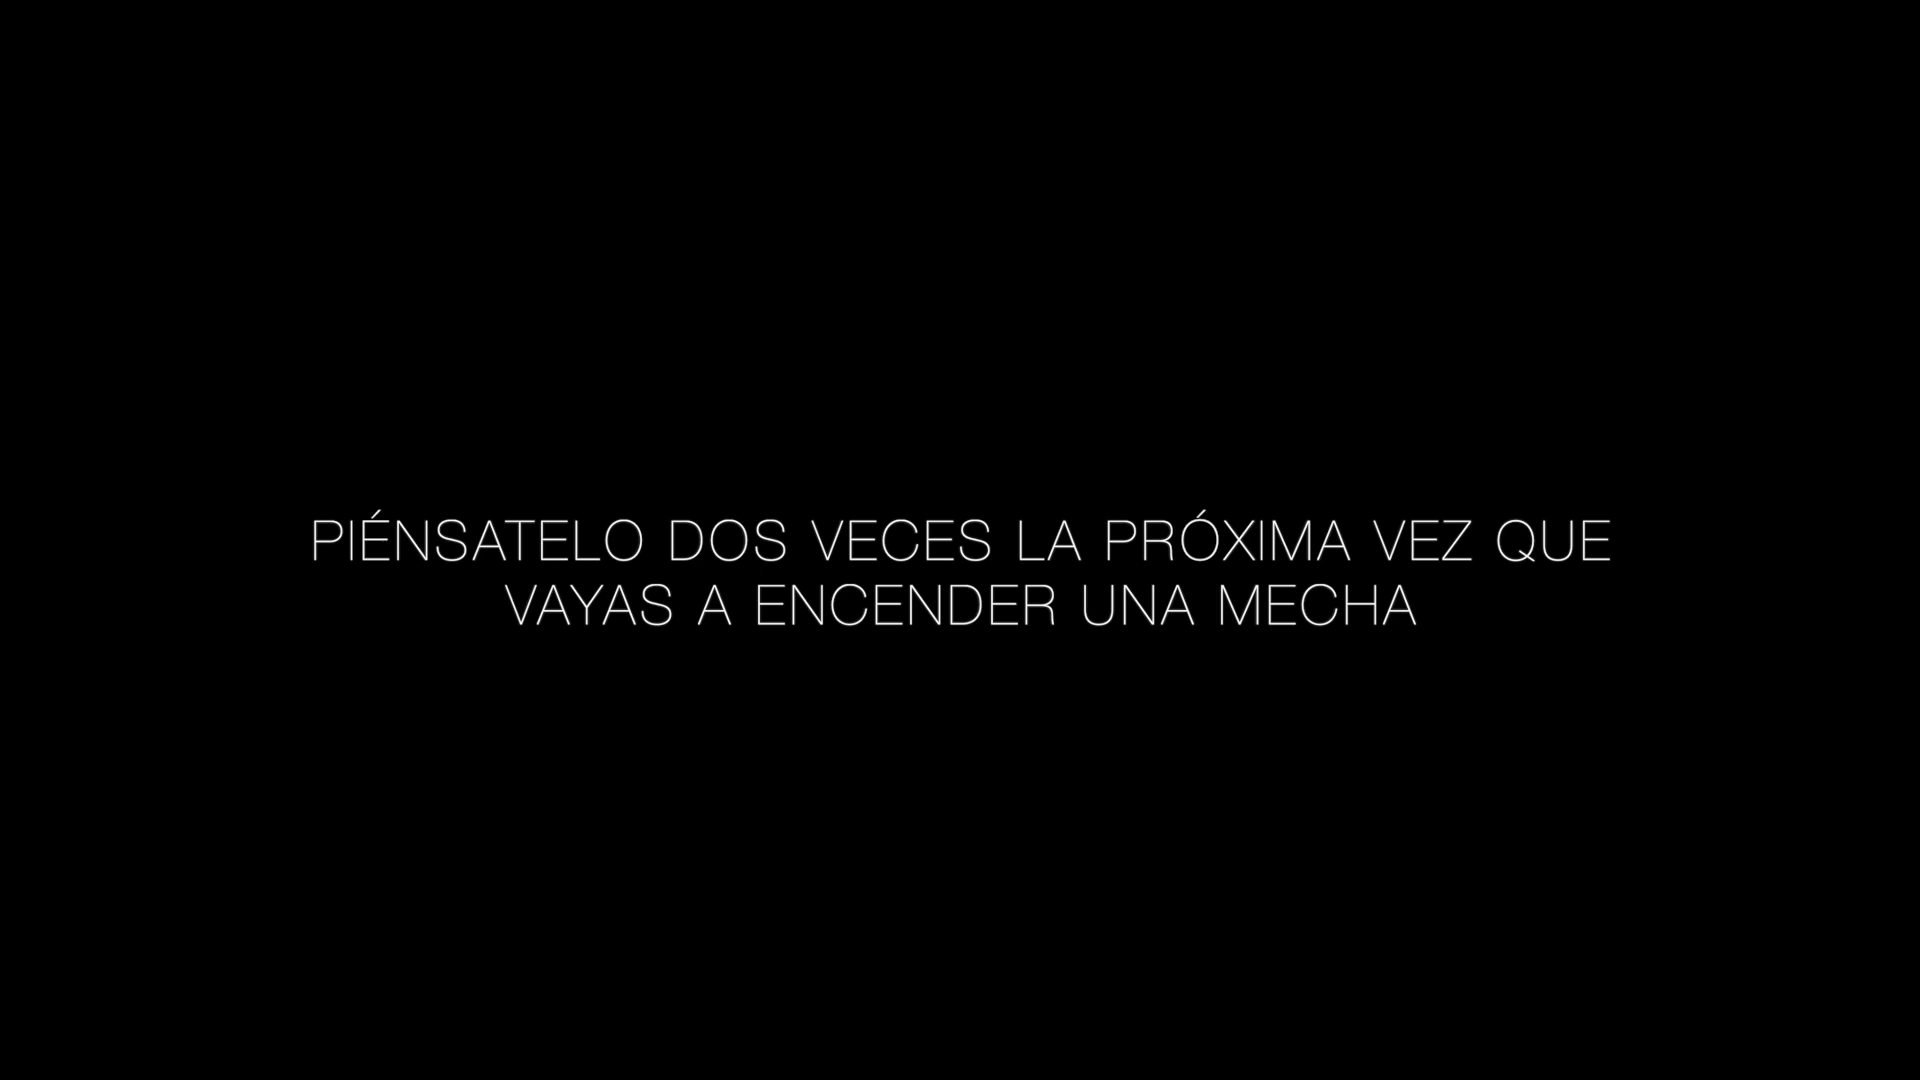 PIÉNSATELO DOS VECES LA PRÓXIMA VEZ QUE
VAYAS A ENCENDER UNA MECHA